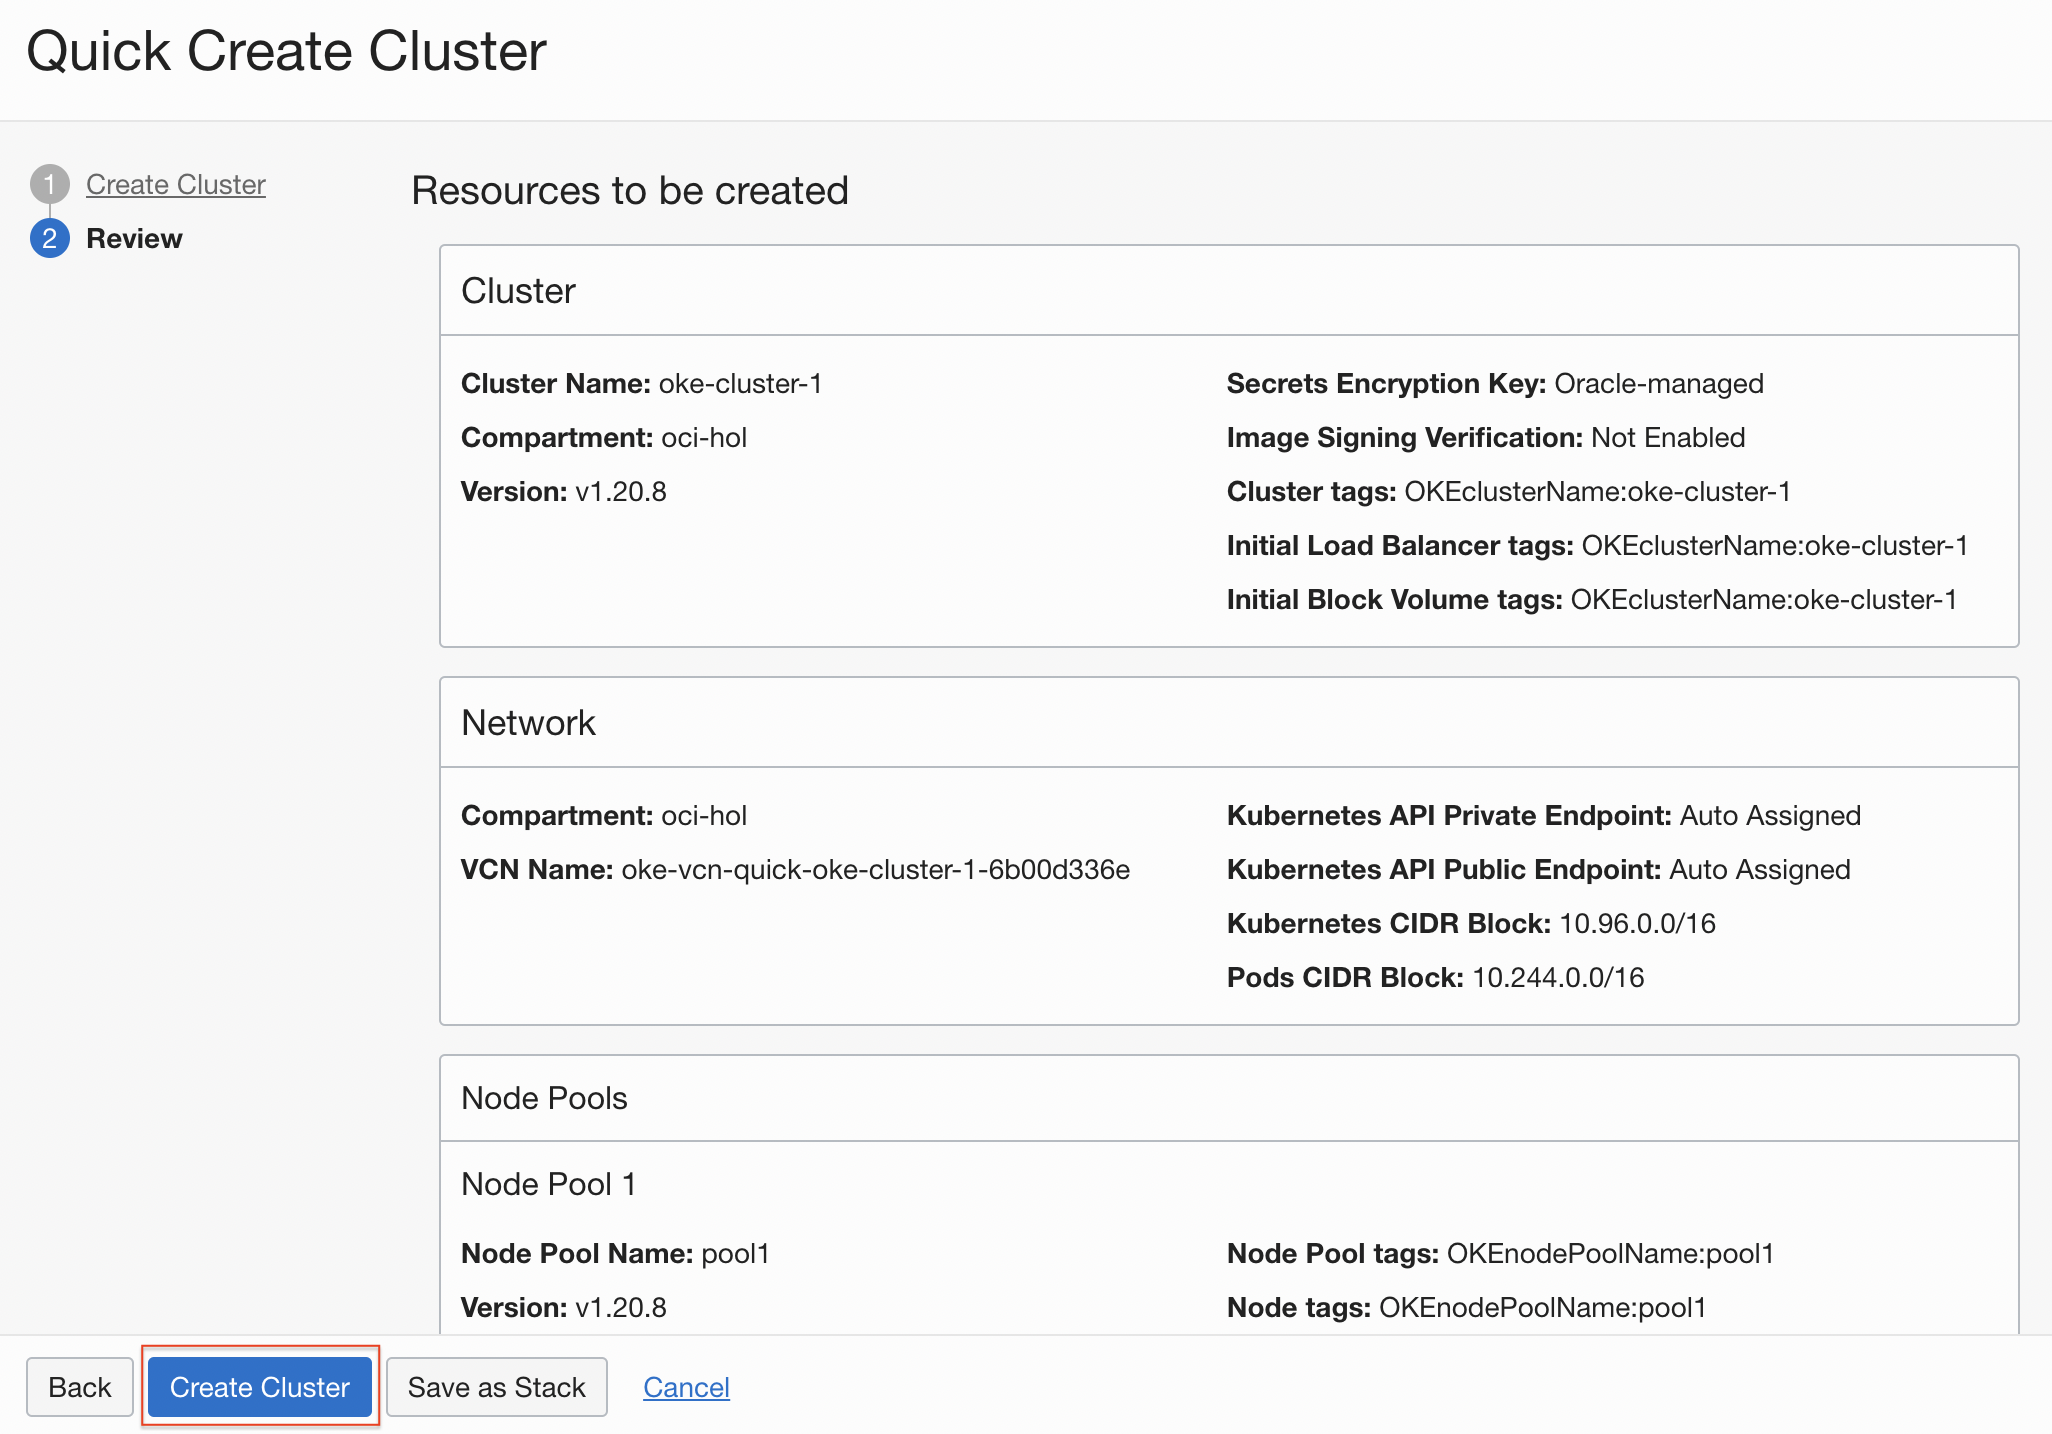 Quick Create Cluster
1 Create Cluster
2 Review
Resources to be created
Cluster
Cluster Name: oke-cluster-1
Compartment: oci-hol
Version: v1.20.8
Secrets Encryption Key: Oracle-managed
Image Signing Verification: Not Enabled
Cluster tags: OKEclusterName:oke-cluster-1
Initial Load Balancer tags: OKEclusterName:oke-cluster-1
Initial Block Volume tags: OKEclusterName:oke-cluster-1
Network
Compartment: oci-hol
VCN Name: oke-vcn-quick-oke-cluster-1-6b00d336e
Kubernetes API Private Endpoint: Auto Assigned
Kubernetes API Public Endpoint: Auto Assigned
Kubernetes CIDR Block: 10.96.0.0/16
Pods CIDR Block: 10.244.0.0/16
Node Pools
Node Pool 1
Node Pool Name: pool1
Version: v1.20.8
Node Pool tags: OKEnodePoolName:pool1
Node tags: OKEnodePoolName:pool1
Back Create Cluster Save as Stack Cancel